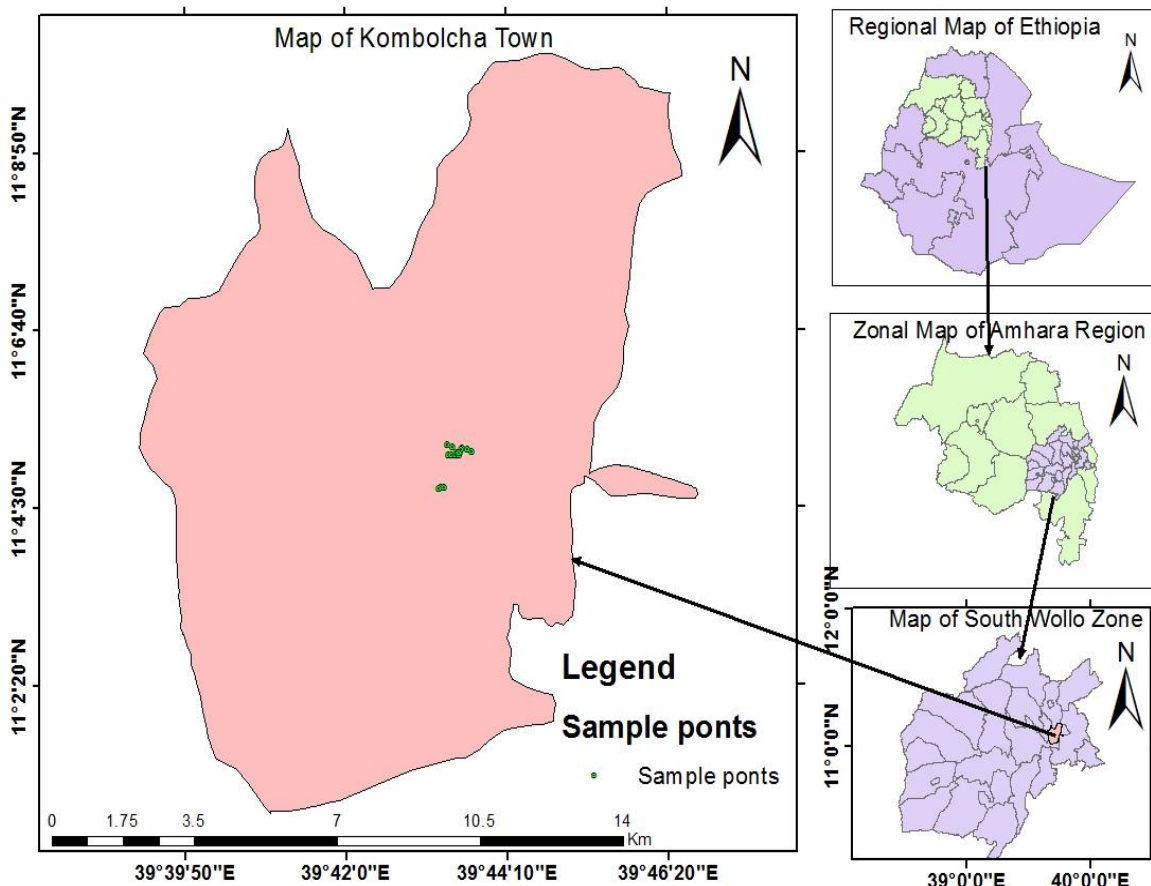 Map of Kombolcha Town
N
11°8'50"N
11°6'40"N
11°4'30"N
11°2'20"N
Legend
Sample ponts
Sample ponts
0 1.75 3.5 7 10.5 14
Km
39°39'50"E 39°42'0"E 39°44'10"E 39°46'20"E
Regional Map of Ethiopia
N
Zonal Map of Amhara Region
N
Map of South Wollo Zone
N
12°0'0"N
11°0'0"N
39°0'0"E 40°0'0"E